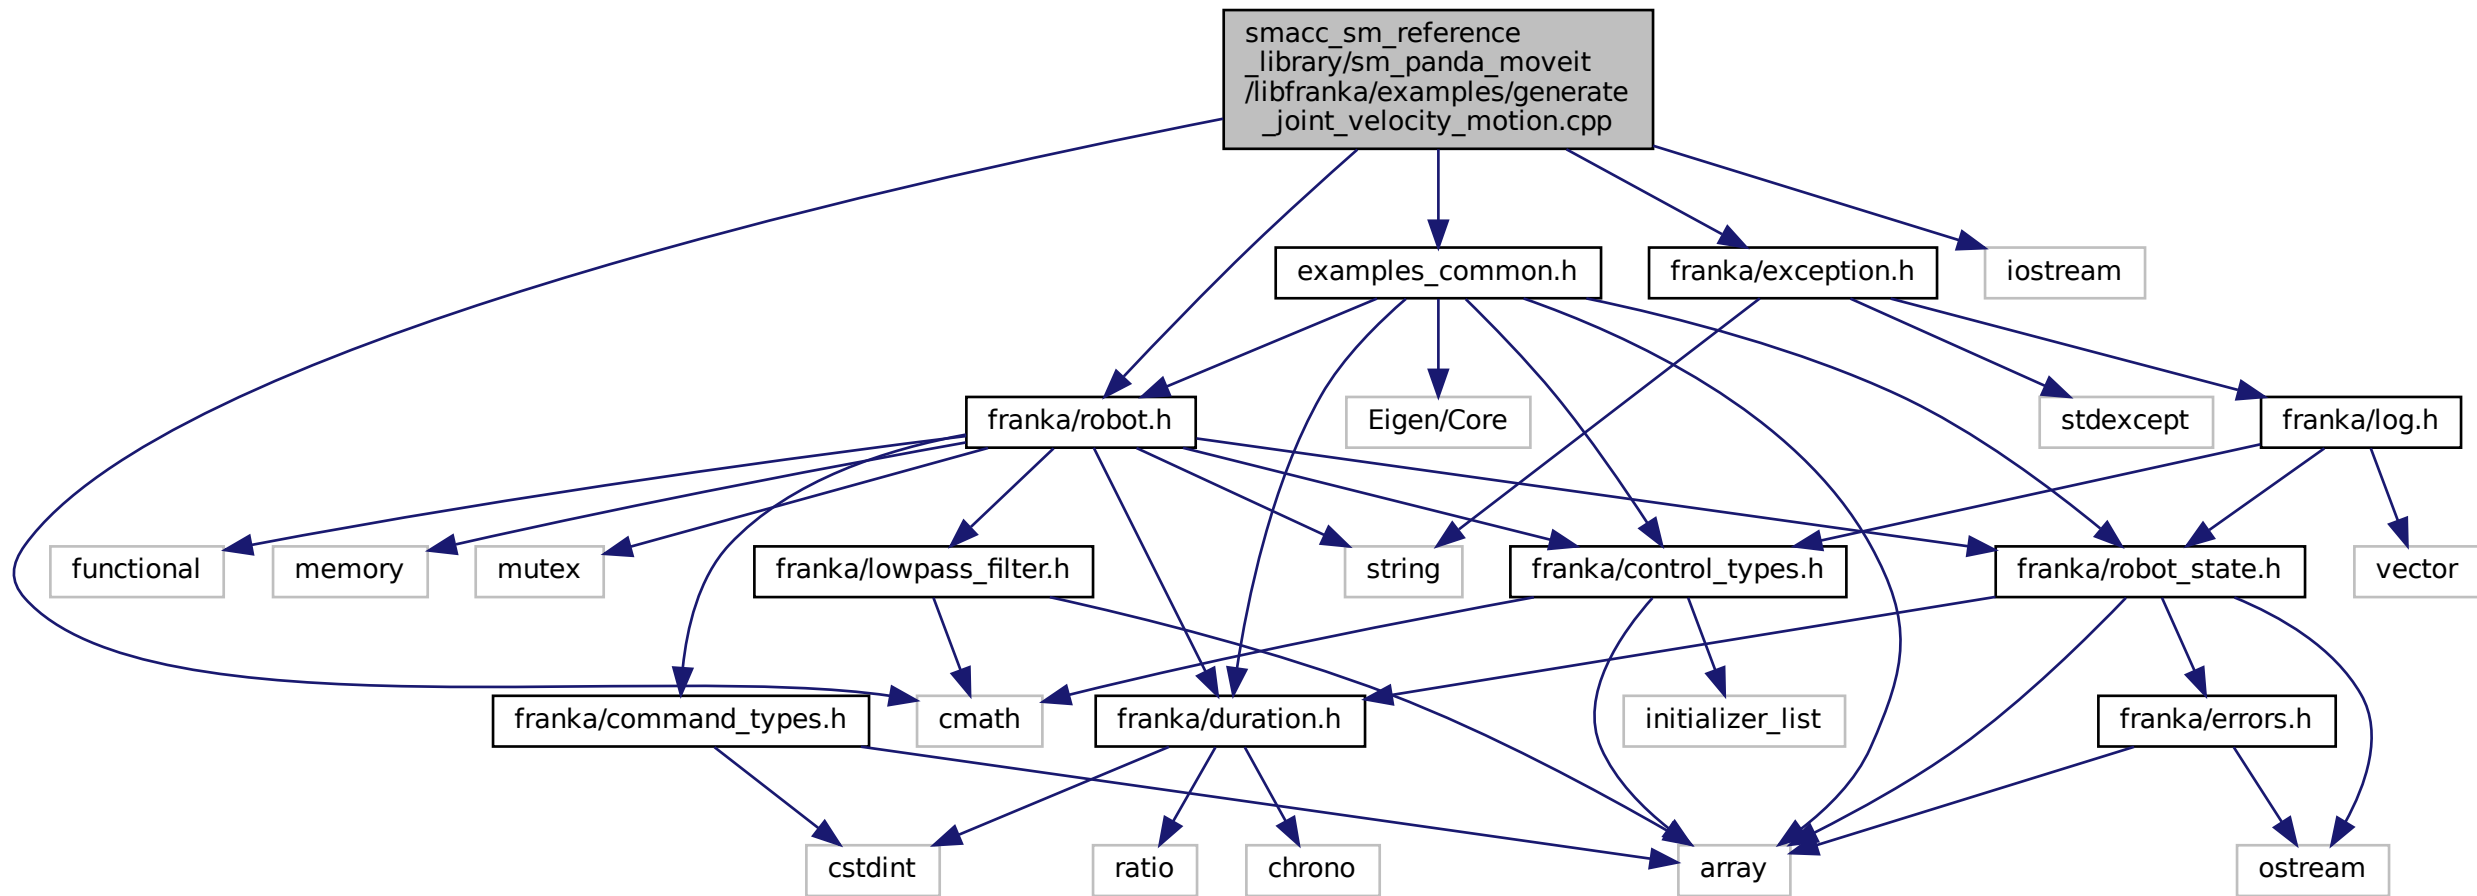 smacc_sm_reference
_library/sm_panda_moveit
/libfranka/examples/generate
_joint_velocity_motion.cpp
examples_common.h
franka/exception.h
iostream
franka/robot.h
Eigen/Core
stdexcept
franka/log.h
functional
memory
mutex
franka/lowpass_filter.h
string
franka/control_types.h
franka/robot_state.h
vector
franka/command_types.h
cmath
franka/duration.h
initializer_list
franka/errors.h
cstdint
ratio
chrono
array
ostream